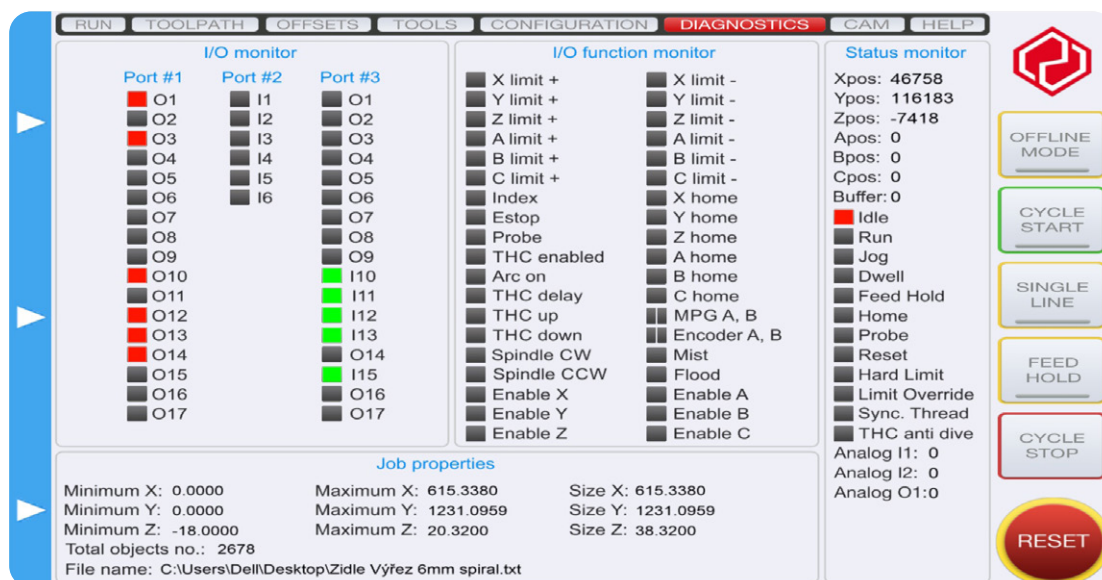 RUN TOOLPATH OFFSETS TOOLS CONFIGURATION DIAGNOSTICS CAM HELP
I/O monitor
Port #1 Port #2 Port #3
O1 I1 O1
O2 I2 O2
O3 I3 O3
O4 I4 O4
O5 I5 O5
O6 I6 O6
O7 O7
O8 O8
O9 O9
O10 I10
O11 I11
O12 I12
O13 I13
O14 O14
O15 I15
O16 O16
O17 O17
I/O function monitor
X limit + X limit -
Y limit + Y limit -
Z limit + Z limit -
A limit + A limit -
B limit + B limit -
C limit + C limit -
Index X home
Estop Y home
Probe Z home
THC enabled A home
Arc on B home
THC delay C home
THC up MPG A, B
THC down Encoder A, B
Spindle CW Mist
Spindle CCW Flood
Enable X Enable A
Enable Y Enable B
Enable Z Enable C
Status monitor
Xpos: 46758
Ypos: 116183
Zpos: -7418
Apos: 0
Bpos: 0
Cpos: 0
Buffer: 0
Idle
Run
Jog
Dwell
Feed Hold
Home
Probe
Reset
Hard Limit
Limit Override
Sync. Thread
THC anti dive
Analog I1: 0
Analog I2: 0
Analog O1:0
OFFLINE
MODE
CYCLE
START
SINGLE
LINE
FEED
HOLD
CYCLE
STOP
RESET
Job properties
Minimum X: 0.0000 Maximum X: 615.3380 Size X: 615.3380
Minimum Y: 0.0000 Maximum Y: 1231.0959 Size Y: 1231.0959
Minimum Z: -18.0000 Maximum Z: 20.3200 Size Z: 38.3200
Total objects no.: 2678
File name: C:\Users\Dell\Desktop\Zidle Výřez 6mm spiral.txt